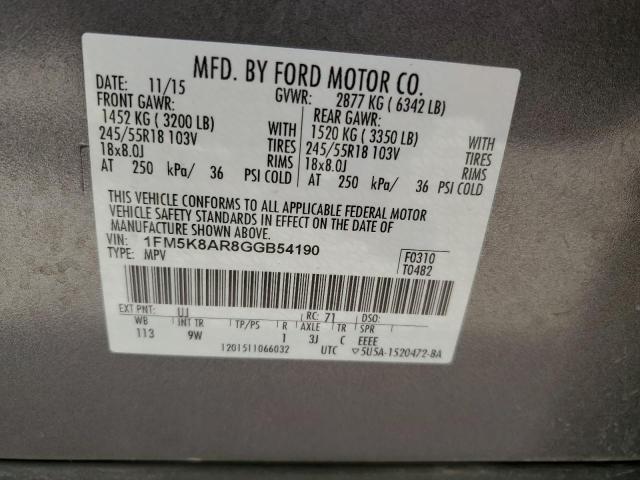 MFD. BY FORD MOTOR CO.
DATE: 11/15 GVWR: 2877 KG ( 6342 LB)
FRONT GAWR: REAR GAWR:
1452 KG ( 3200 LB) WITH 1520 KG ( 3350 LB) WITH
245/55R18 103V TIRES 245/55R18 103V TIRES
18x8.0J RIMS 18x8.0J RIMS
AT 250 kPa/ 36 PSI COLD AT 250 kPa/ 36 PSI COLD
THIS VEHICLE CONFORMS TO ALL APPLICABLE FEDERAL MOTOR
VEHICLE SAFETY STANDARDS IN EFFECT ON THE DATE OF
MANUFACTURE SHOWN ABOVE.
VIN: 1FM5K8AR8GGB54190 F0310
TYPE: MPV T0482
EXT PNT: UJ RC: 71 DSO:
WB INT TR TP/PS R AXLE TR SPR
113 9W 1 3J C EEEE
1201511066032 UTC ▽5U5A-1520472-BA